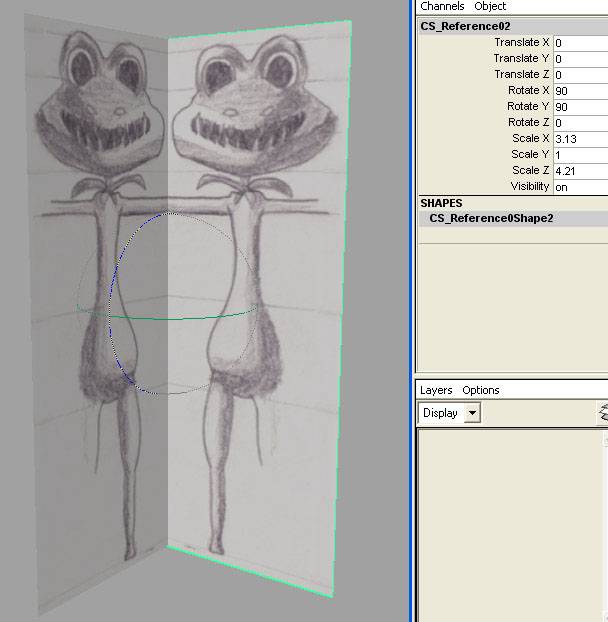 Channels Object
CS_Reference02
Translate X 0
Translate Y 0
Translate Z 0
Rotate X 90
Rotate Y 90
Rotate Z 0
Scale X 3.13
Scale Y 1
Scale Z 4.21
Visibility on
SHAPES
CS_Reference0Shape2
Layers Options
Display